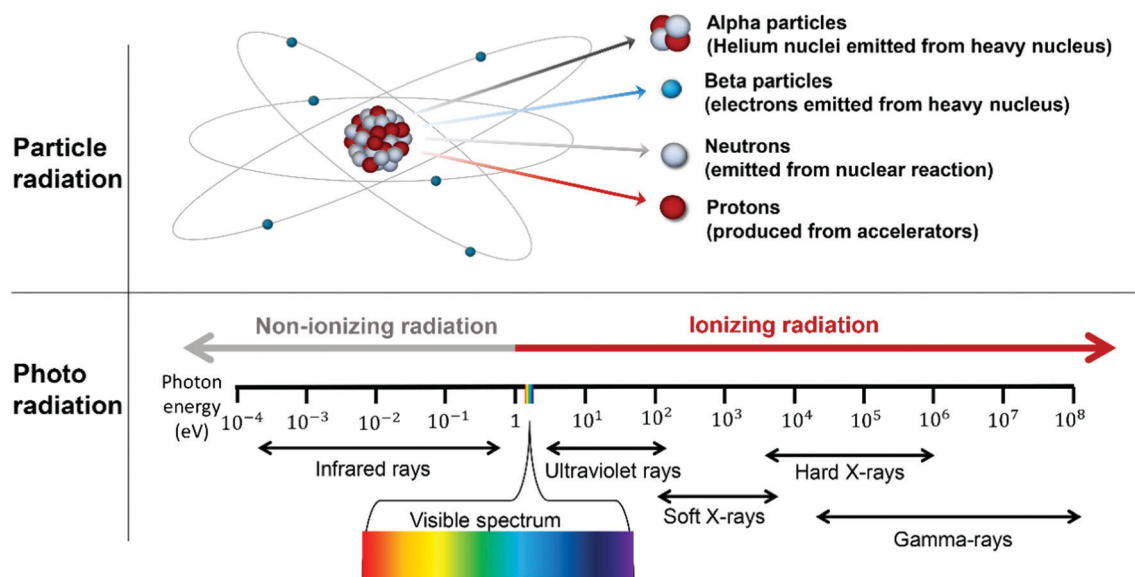 Particle
radiation
Alpha particles
(Helium nuclei emitted from heavy nucleus)
Beta particles
(electrons emitted from heavy nucleus)
Neutrons
(emitted from nuclear reaction)
Protons
(produced from accelerators)
Photo
radiation
Non-ionizing radiation
Ionizing radiation
Photon
energy
(eV)
10⁻⁴ 10⁻³ 10⁻² 10⁻¹ 1 10¹ 10² 10³ 10⁴ 10⁵ 10⁶ 10⁷ 10⁸
Infrared rays
Ultraviolet rays
Hard X-rays
Visible spectrum
Soft X-rays
Gamma-rays